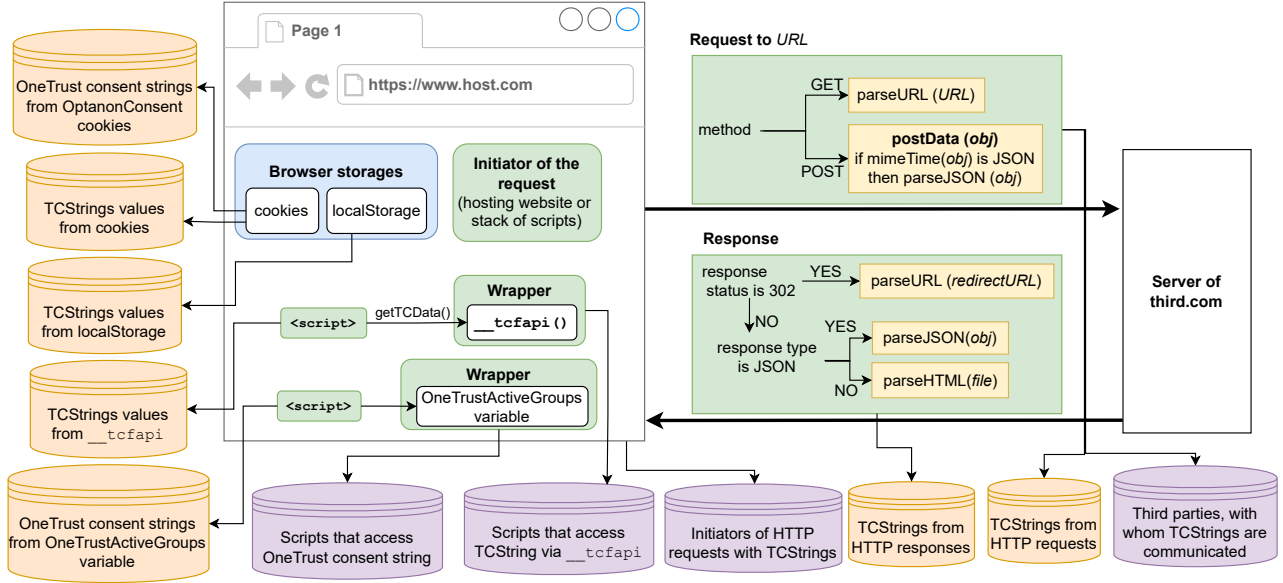 Page 1
https://www.host.com
OneTrust consent strings
from OptanonConsent
cookies
TCStrings values
from cookies
TCStrings values
from localStorage
TCStrings values
from __tcfapi
OneTrust consent strings
from OneTrustActiveGroups
variable
Browser storages
cookies
localStorage
Initiator of the
request
(hosting website or
stack of scripts)
Wrapper
<script>
getTCData()
__tcfapi()
Wrapper
<script>
OneTrustActiveGroups
variable
Request to URL
method
GET
parseURL (URL)
POST
postData (obj)
if mimeTime(obj) is JSON
then parseJSON (obj)
Response
response
status is 302
YES
parseURL (redirectURL)
NO
response type
is JSON
YES
parseJSON(obj)
NO
parseHTML(file)
Server of
third.com
Scripts that access
OneTrust consent string
Scripts that access
TCString via __tcfapi
Initiators of HTTP
requests with TCStrings
TCStrings from
HTTP responses
TCStrings from
HTTP requests
Third parties, with
whom TCStrings are
communicated